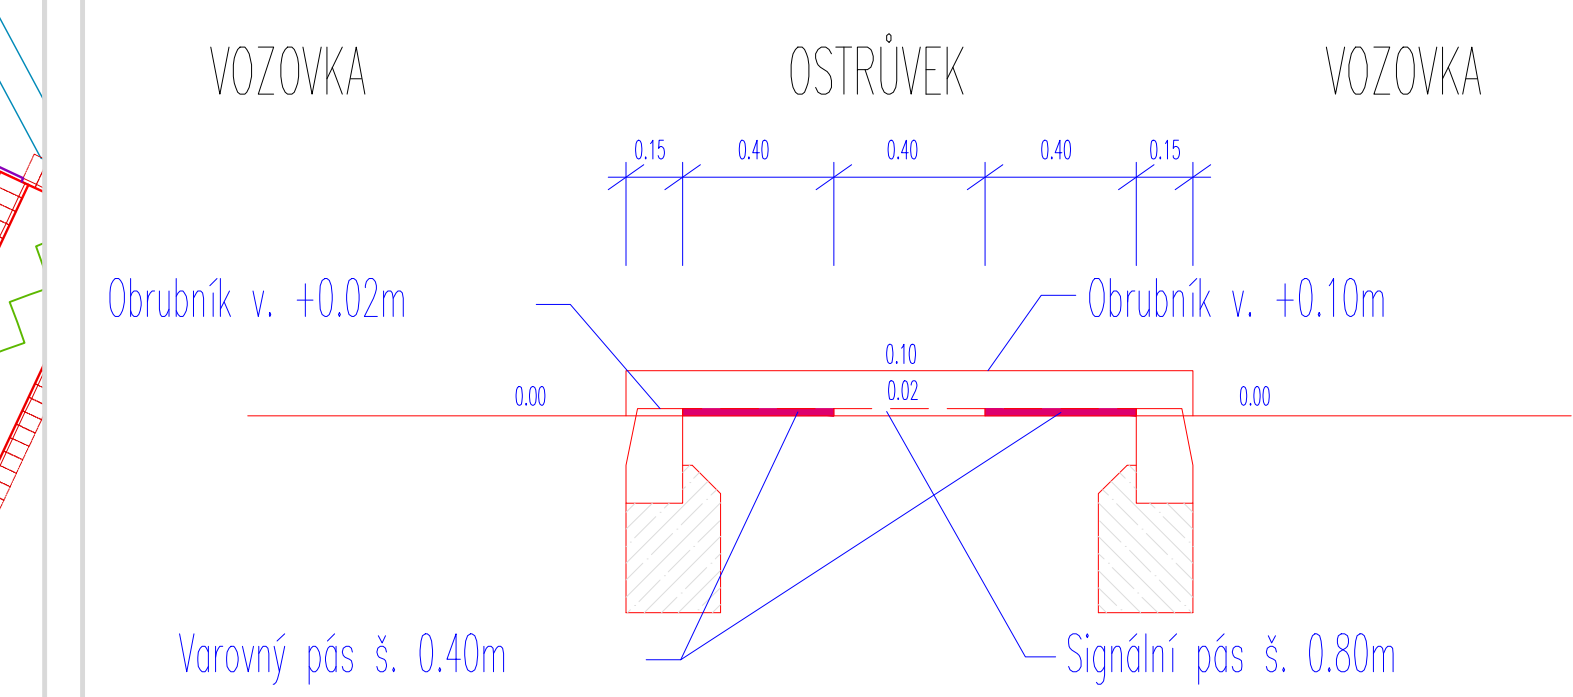 VOZOVKA OSTRŮVEK VOZOVKA
0.15 0.40 0.40 0.40 0.15
Obrubník v. +0.02m Obrubník v. +0.10m
0.10
0.00 0.02 0.00
Varovný pás š. 0.40m Signální pás š. 0.80m